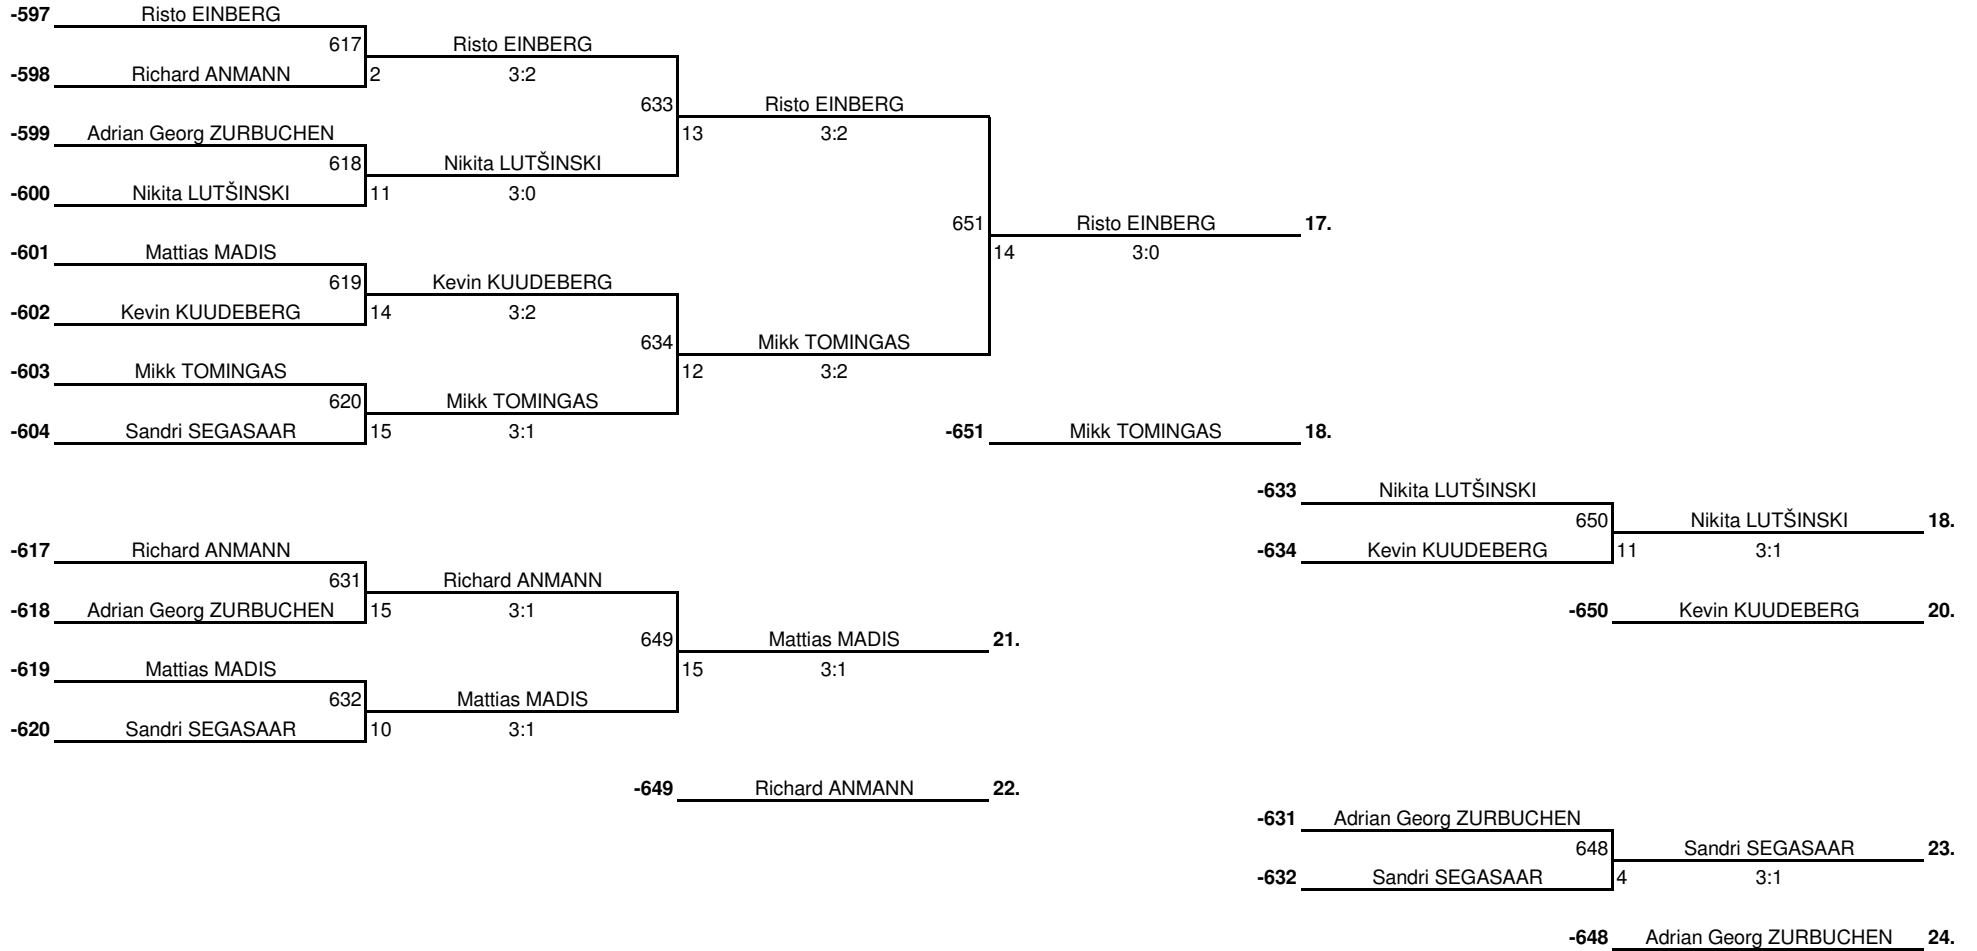 -597 Risto EINBERG
617 Risto EINBERG
-598 Richard ANMANN 2 3:2
633 Risto EINBERG
-599 Adrian Georg ZURBUCHEN 13 3:2
618 Nikita LUTŠINSKI
-600 Nikita LUTŠINSKI 11 3:0
651 Risto EINBERG 17.
-601 Mattias MADIS 14 3:0
619 Kevin KUUDEBERG
-602 Kevin KUUDEBERG 14 3:2
634 Mikk TOMINGAS
-603 Mikk TOMINGAS 12 3:2
620 Mikk TOMINGAS
-604 Sandri SEGASAAR 15 3:1 -651 Mikk TOMINGAS 18.
-633 Nikita LUTŠINSKI
650 Nikita LUTŠINSKI 18.
-617 Richard ANMANN -634 Kevin KUUDEBERG 11 3:1
631 Richard ANMANN
-618 Adrian Georg ZURBUCHEN 15 3:1 -650 Kevin KUUDEBERG 20.
649 Mattias MADIS 21.
-619 Mattias MADIS 15 3:1
632 Mattias MADIS
-620 Sandri SEGASAAR 10 3:1
-649 Richard ANMANN 22.
-631 Adrian Georg ZURBUCHEN
648 Sandri SEGASAAR 23.
-632 Sandri SEGASAAR 4 3:1
-648 Adrian Georg ZURBUCHEN 24.